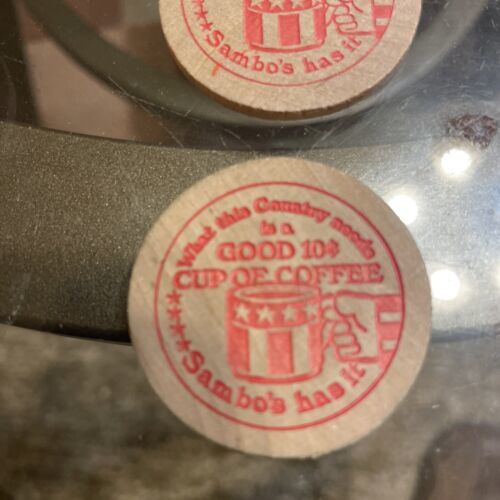 Sambo's has it
What this Country needs
is a
GOOD 10¢
CUP OF COFFEE
Sambo's has it